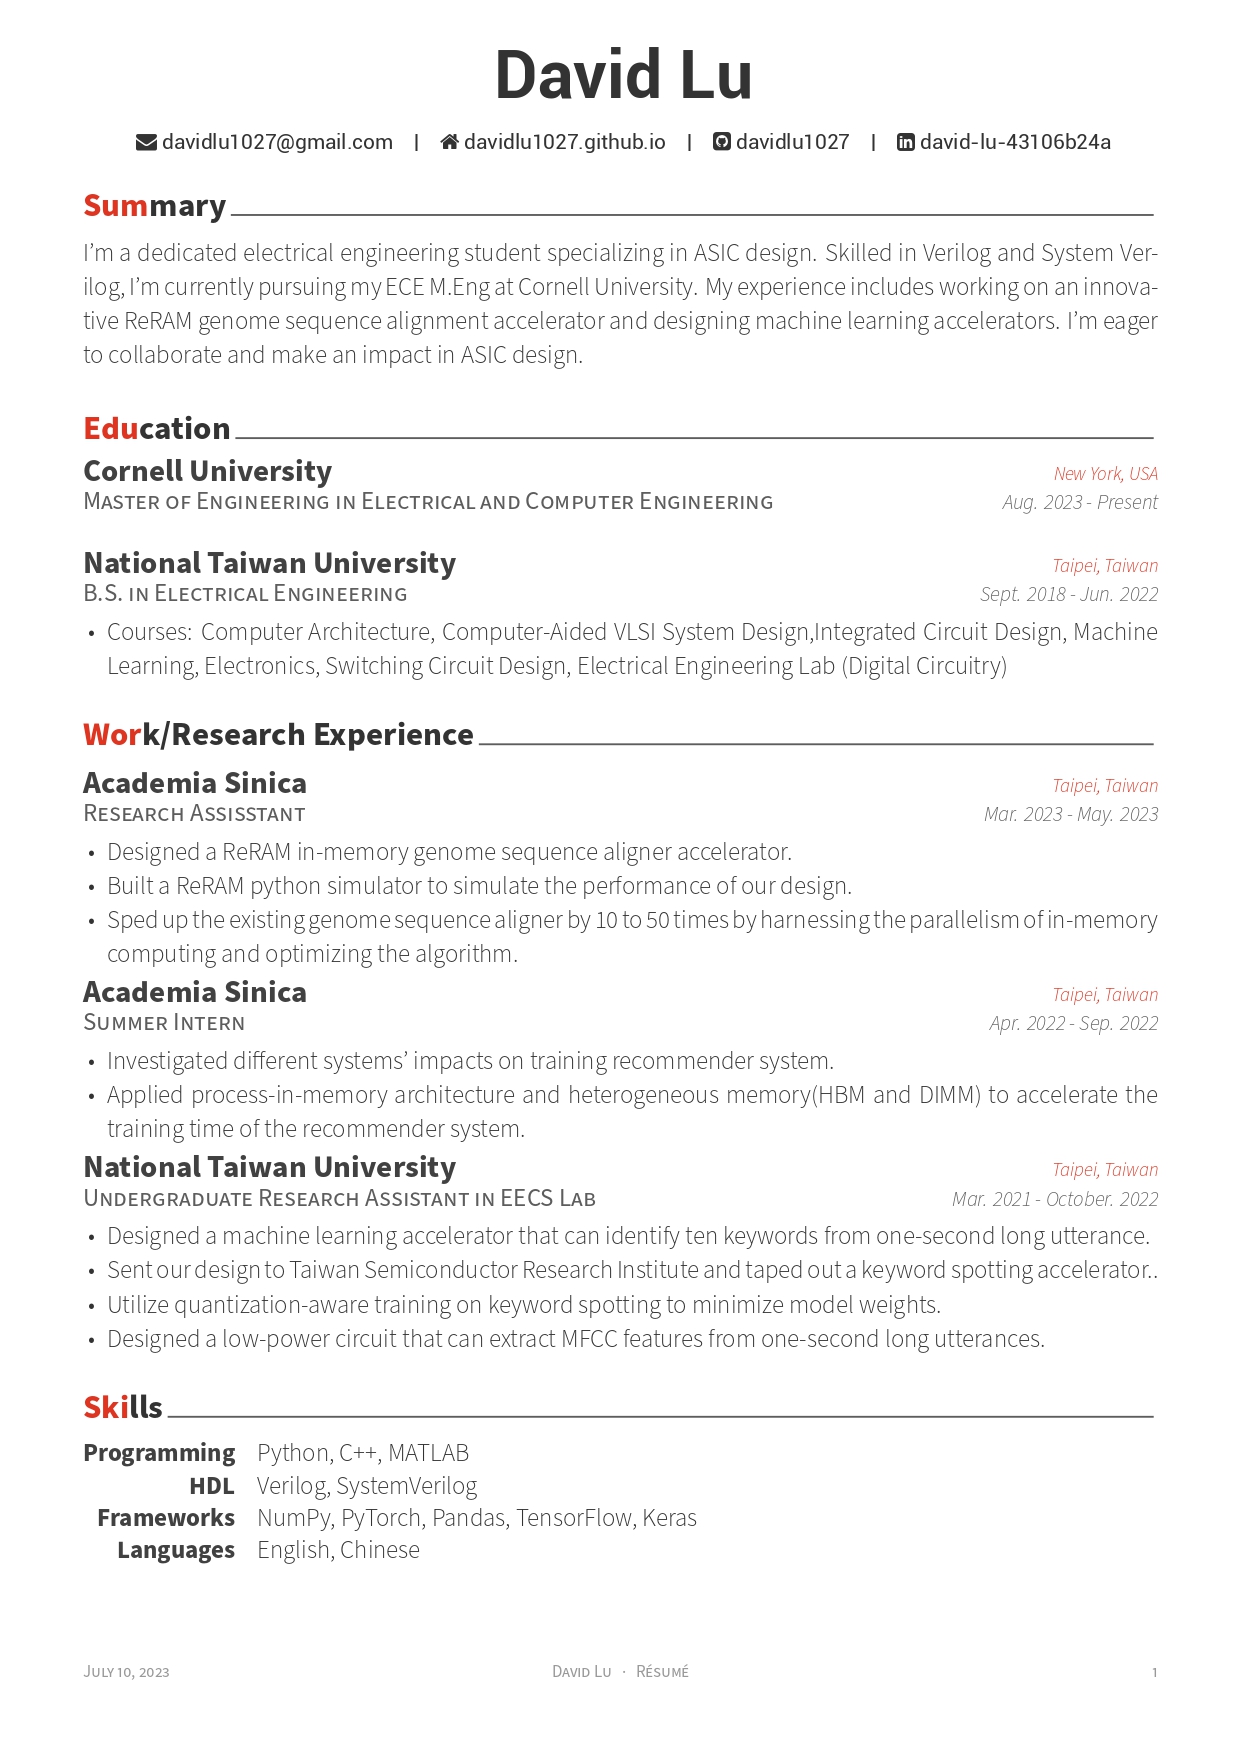 David Lu
davidlu1027@gmail.com | davidlu1027.github.io | davidlu1027 | david-lu-43106b24a
Summary
I'm a dedicated electrical engineering student specializing in ASIC design. Skilled in Verilog and System Ver-
ilog, I'm currently pursuing my ECE M.Eng at Cornell University. My experience includes working on an innova-
tive ReRAM genome sequence alignment accelerator and designing machine learning accelerators. I'm eager
to collaborate and make an impact in ASIC design.
Education
Cornell University New York, USA
Master of Engineering in Electrical and Computer Engineering Aug. 2023 - Present
National Taiwan University Taipei, Taiwan
B.S. in Electrical Engineering Sept. 2018 - Jun. 2022
• Courses: Computer Architecture, Computer-Aided VLSI System Design,Integrated Circuit Design, Machine
Learning, Electronics, Switching Circuit Design, Electrical Engineering Lab (Digital Circuitry)
Work/Research Experience
Academia Sinica Taipei, Taiwan
Research Assisstant Mar. 2023 - May. 2023
• Designed a ReRAM in-memory genome sequence aligner accelerator.
• Built a ReRAM python simulator to simulate the performance of our design.
• Sped up the existing genome sequence aligner by 10 to 50 times by harnessing the parallelism of in-memory
computing and optimizing the algorithm.
Academia Sinica Taipei, Taiwan
Summer Intern Apr. 2022 - Sep. 2022
• Investigated different systems' impacts on training recommender system.
• Applied process-in-memory architecture and heterogeneous memory(HBM and DIMM) to accelerate the
training time of the recommender system.
National Taiwan University Taipei, Taiwan
Undergraduate Research Assistant in EECS Lab Mar. 2021 - October. 2022
• Designed a machine learning accelerator that can identify ten keywords from one-second long utterance.
• Sent our design to Taiwan Semiconductor Research Institute and taped out a keyword spotting accelerator..
• Utilize quantization-aware training on keyword spotting to minimize model weights.
• Designed a low-power circuit that can extract MFCC features from one-second long utterances.
Skills
Programming Python, C++, MATLAB
HDL Verilog, SystemVerilog
Frameworks NumPy, PyTorch, Pandas, TensorFlow, Keras
Languages English, Chinese
July 10, 2023 David Lu · Résumé 1